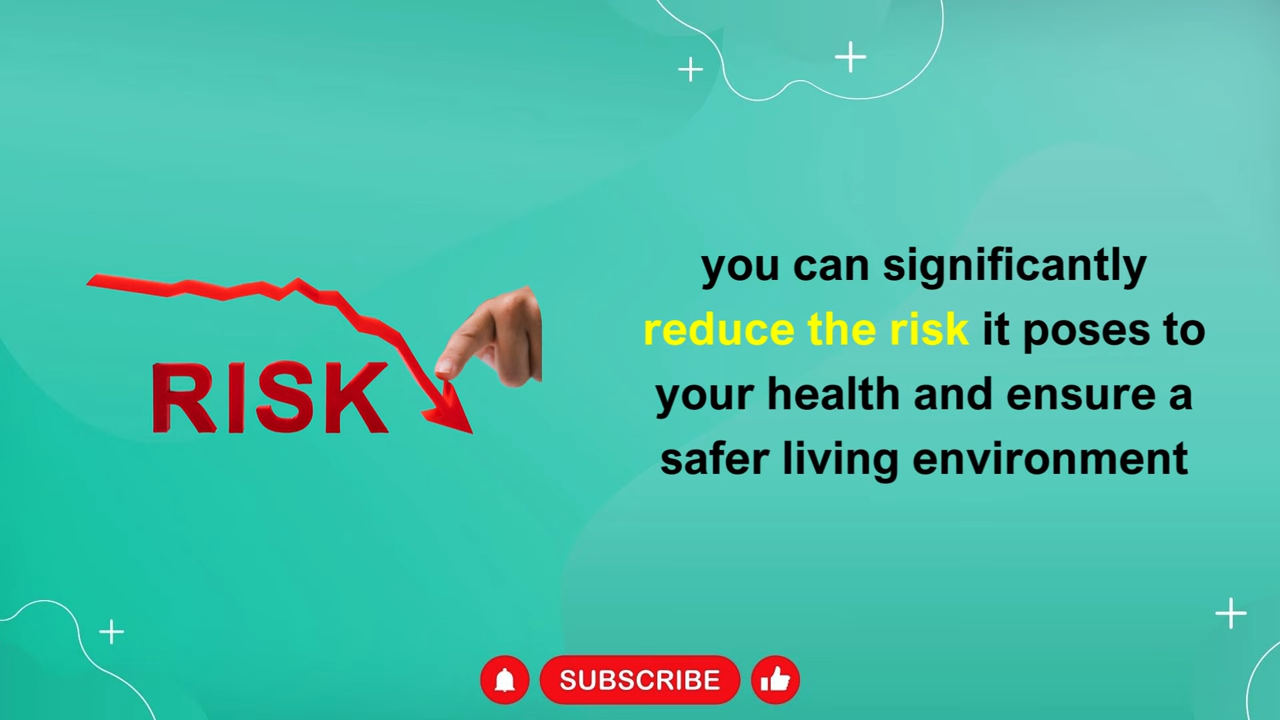 RISK
you can significantly
reduce the risk it poses to
your health and ensure a
safer living environment
SUBSCRIBE